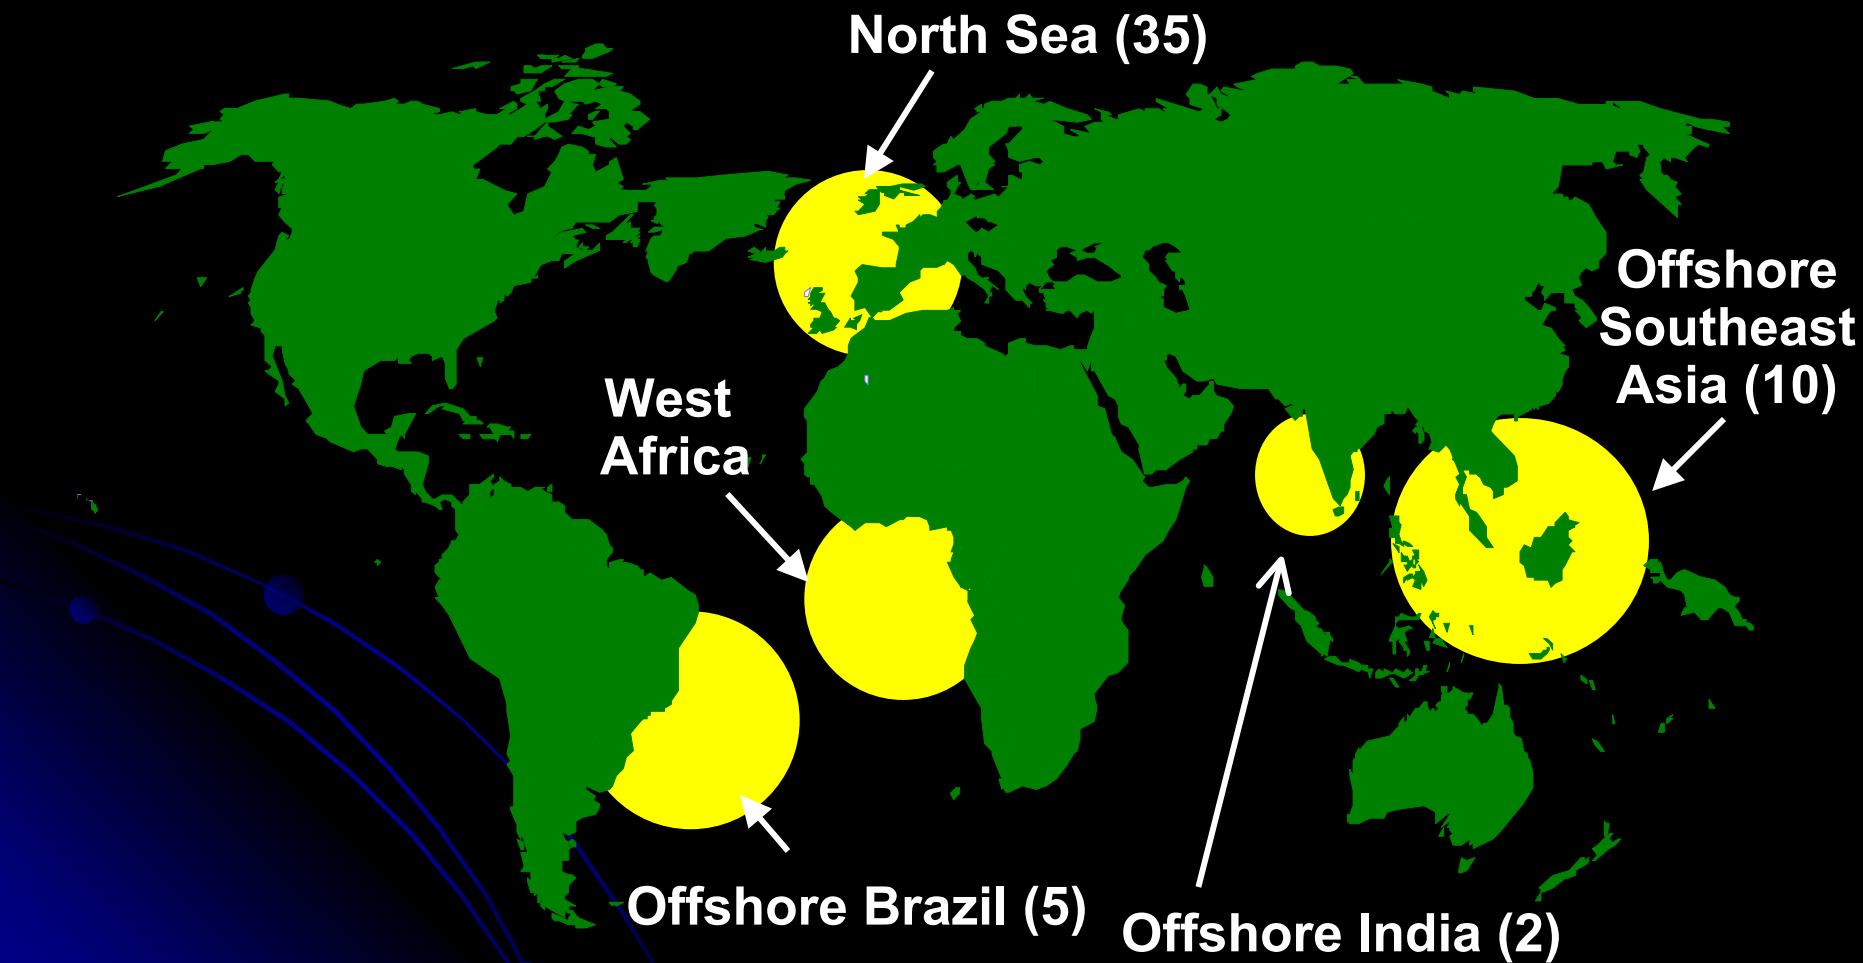 North Sea (35)
Offshore
Southeast
Asia (10)
West
Africa
Offshore Brazil (5)
Offshore India (2)